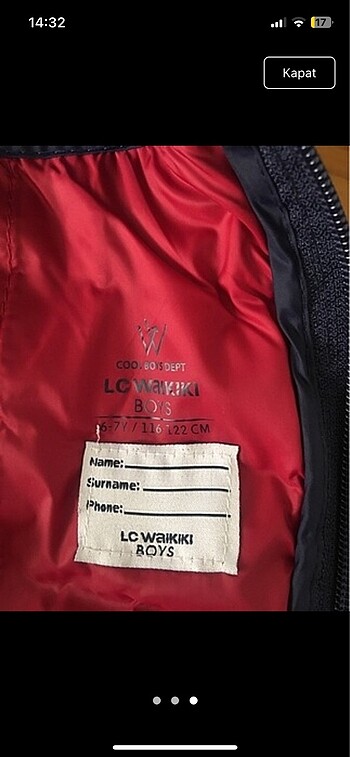 14:32
17
Kapat
W
COOL BOYS DEPT
LC WAIKIKI
BOYS
6-7Y / 116-122 CM
Name:
Surname:
Phone:
LC WAIKIKI
BOYS